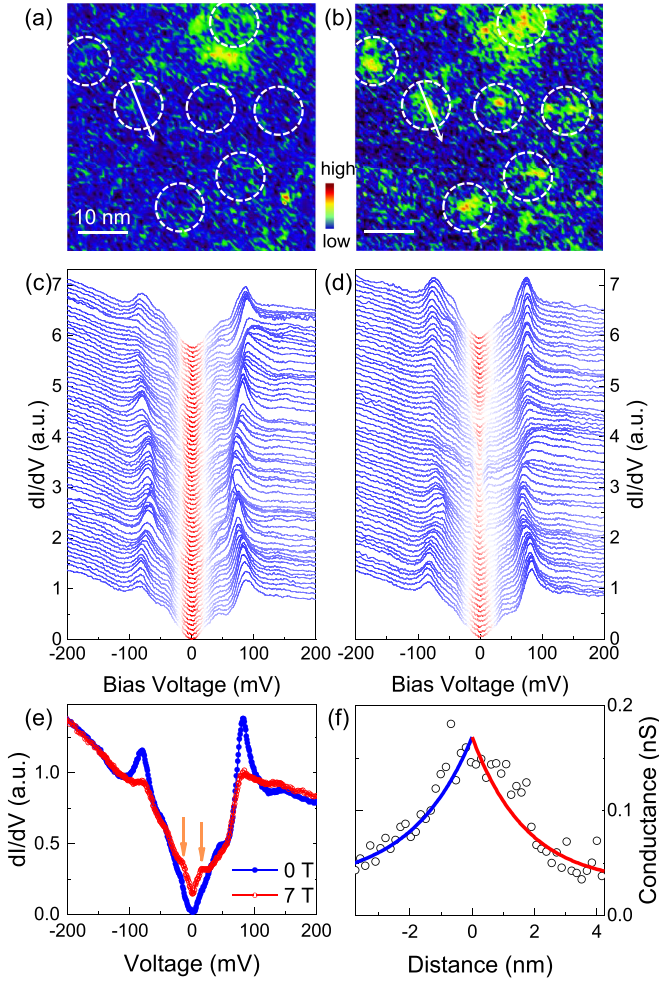 (a)
(b)
10 nm
high
low
(c)
(d)
7
6
5
4
3
2
1
0
dI/dV (a.u.)
-200 -100 0 100 200
Bias Voltage (mV)
7
6
5
4
3
2
1
0
dI/dV (a.u.)
-200 -100 0 100 200
Bias Voltage (mV)
(e)
1.0
0.5
0.0
dI/dV (a.u.)
0 T
7 T
-200 -100 0 100 200
Voltage (mV)
(f)
0.2
0.1
0.0
Conductance (nS)
-2 0 2 4
Distance (nm)